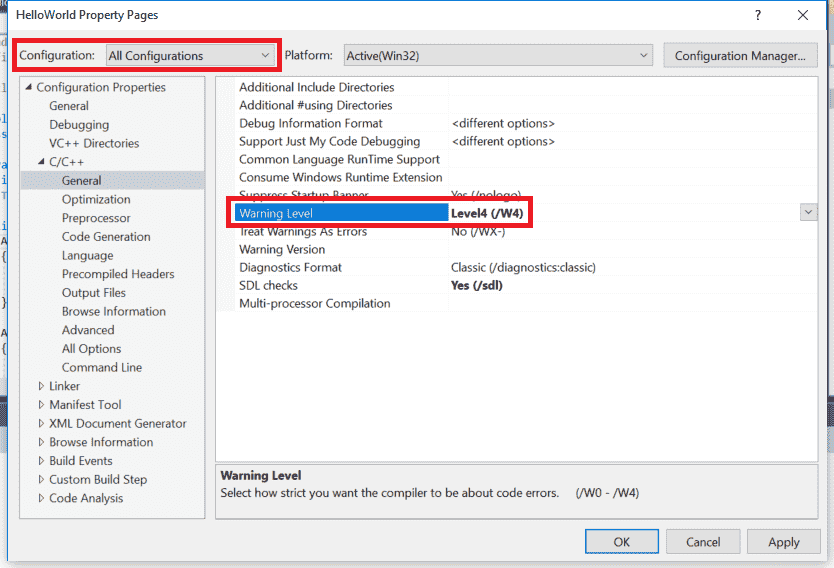 HelloWorld Property Pages ? 
Configuration: All Configurations Platform: Active(Win32) Configuration Manager...
Configuration Properties
General
Debugging
VC++ Directories
C/C++
General
Optimization
Preprocessor
Code Generation
Language
Precompiled Headers
Output Files
Browse Information
Advanced
All Options
Command Line
Linker
Manifest Tool
XML Document Generator
Browse Information
Build Events
Custom Build Step
Code Analysis
Additional Include Directories
Additional #using Directories
Debug Information Format <different options>
Support Just My Code Debugging <different options>
Common Language RunTime Support
Consume Windows Runtime Extension
Suppress Startup Banner Yes (/nologo)
Warning Level Level4 (/W4)
Treat Warnings As Errors No (/WX-)
Warning Version
Diagnostics Format Classic (/diagnostics:classic)
SDL checks Yes (/sdl)
Multi-processor Compilation
Warning Level
Select how strict you want the compiler to be about code errors. (/W0 - /W4)
OK Cancel Apply